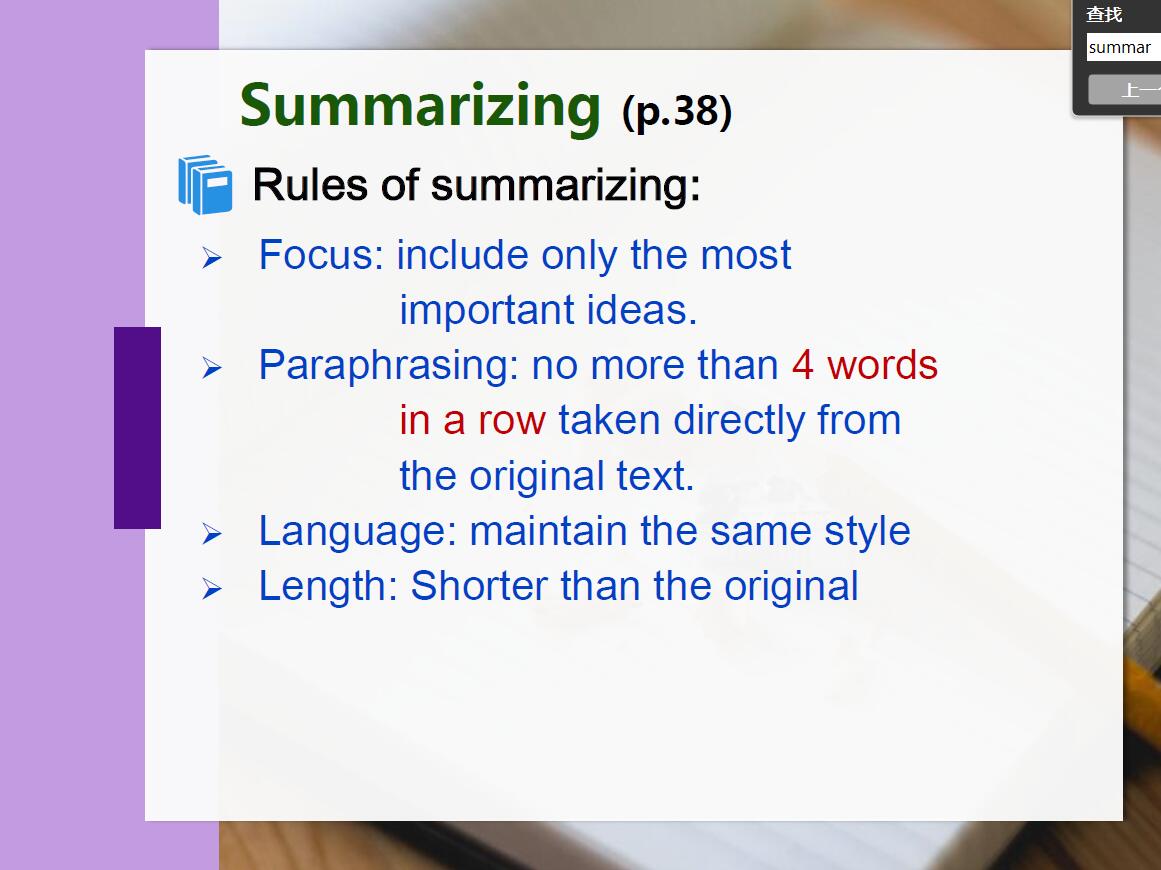 查找
summar
上一
Summarizing (p.38)
Rules of summarizing:
Focus: include only the most
important ideas.
Paraphrasing: no more than 4 words
in a row taken directly from
the original text.
Language: maintain the same style
Length: Shorter than the original